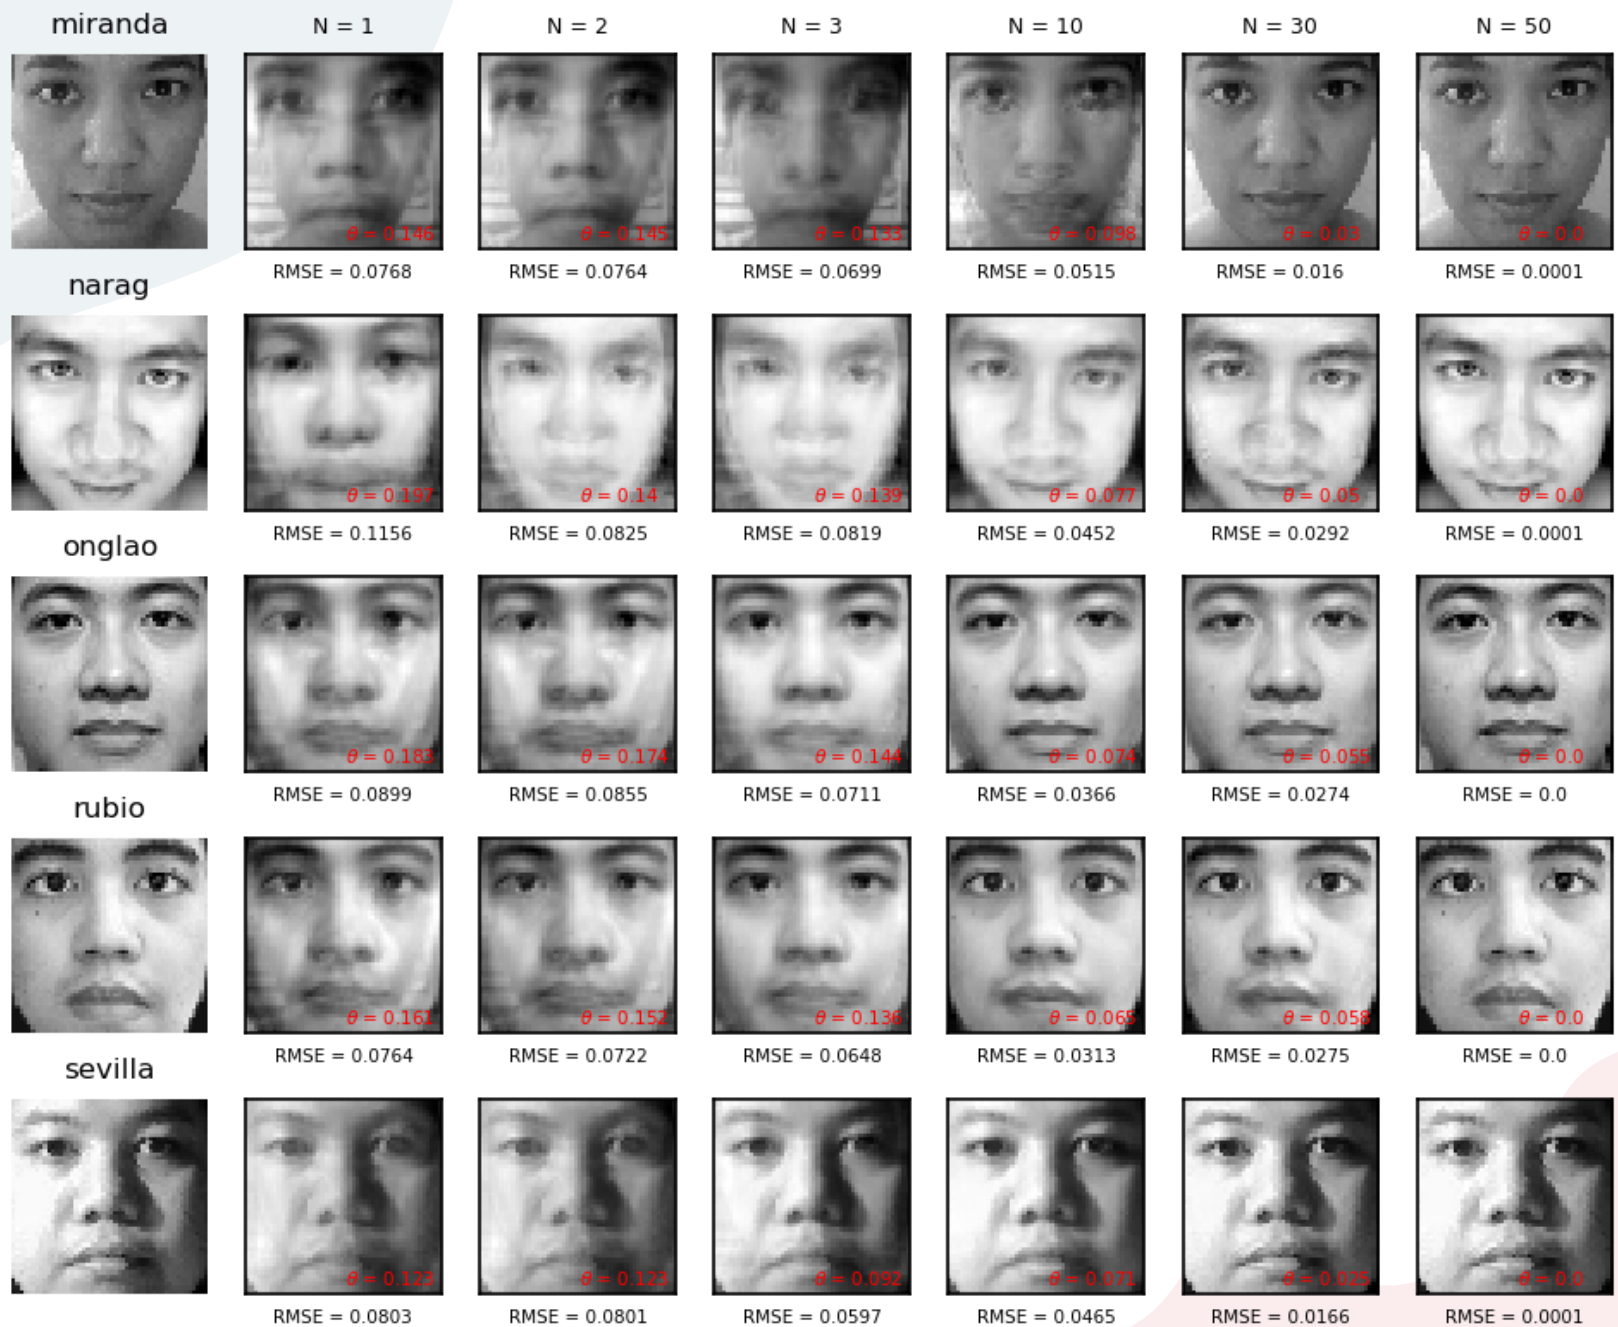 miranda N = 1 N = 2 N = 3 N = 10 N = 30 N = 50
θ = 0.146 θ = 0.145 θ = 0.133 θ = 0.098 θ = 0.03 θ = 0.0
RMSE = 0.0768 RMSE = 0.0764 RMSE = 0.0699 RMSE = 0.0515 RMSE = 0.016 RMSE = 0.0001
narag
θ = 0.197 θ = 0.14 θ = 0.139 θ = 0.077 θ = 0.05 θ = 0.0
RMSE = 0.1156 RMSE = 0.0825 RMSE = 0.0819 RMSE = 0.0452 RMSE = 0.0292 RMSE = 0.0001
onglao
θ = 0.183 θ = 0.174 θ = 0.144 θ = 0.074 θ = 0.055 θ = 0.0
RMSE = 0.0899 RMSE = 0.0855 RMSE = 0.0711 RMSE = 0.0366 RMSE = 0.0274 RMSE = 0.0
rubio
θ = 0.161 θ = 0.152 θ = 0.136 θ = 0.065 θ = 0.058 θ = 0.0
RMSE = 0.0764 RMSE = 0.0722 RMSE = 0.0648 RMSE = 0.0313 RMSE = 0.0275 RMSE = 0.0
sevilla
θ = 0.123 θ = 0.123 θ = 0.092 θ = 0.071 θ = 0.025 θ = 0.0
RMSE = 0.0803 RMSE = 0.0801 RMSE = 0.0597 RMSE = 0.0465 RMSE = 0.0166 RMSE = 0.0001